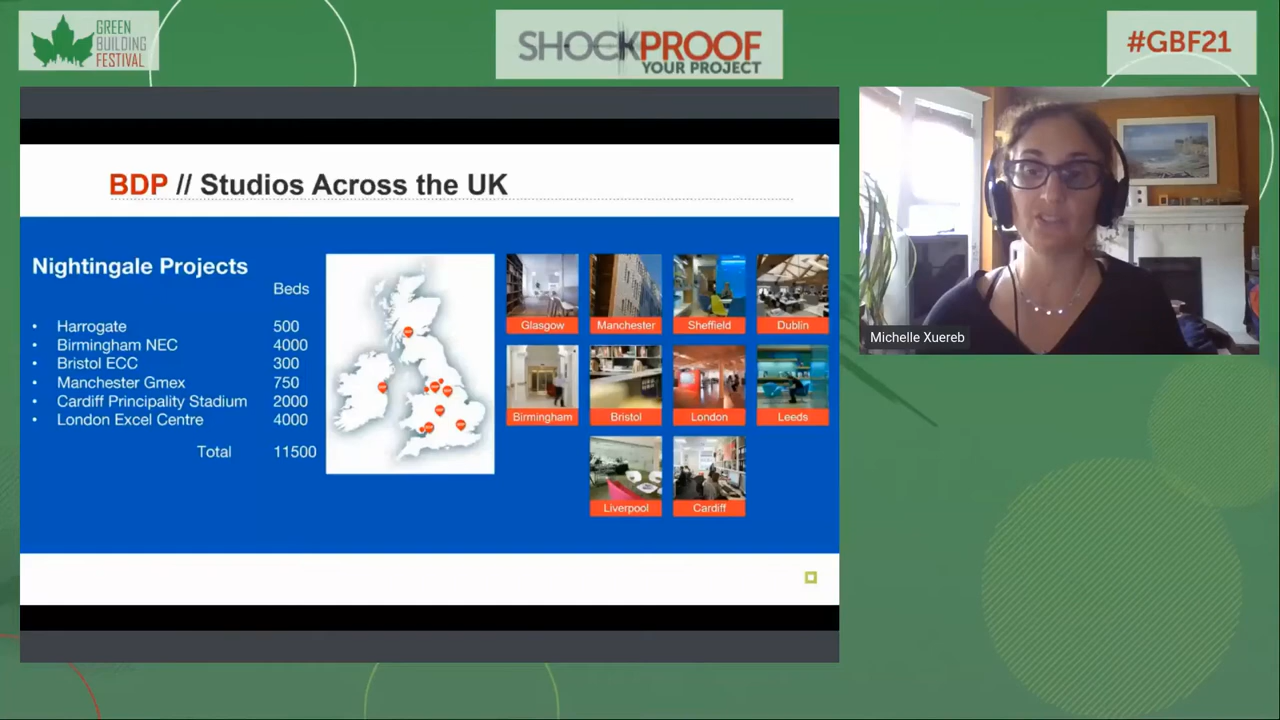 GREEN
BUILDING
FESTIVAL
SHOCKPROOF
YOUR PROJECT
#GBF21
BDP // Studios Across the UK
Nightingale Projects
Beds
• Harrogate 500
• Birmingham NEC 4000
• Bristol ECC 300
• Manchester Gmex 750
• Cardiff Principality Stadium 2000
• London Excel Centre 4000
Total 11500
Glasgow Manchester Sheffield Dublin
Birmingham Bristol London Leeds
Liverpool Cardiff
Michelle Xuereb